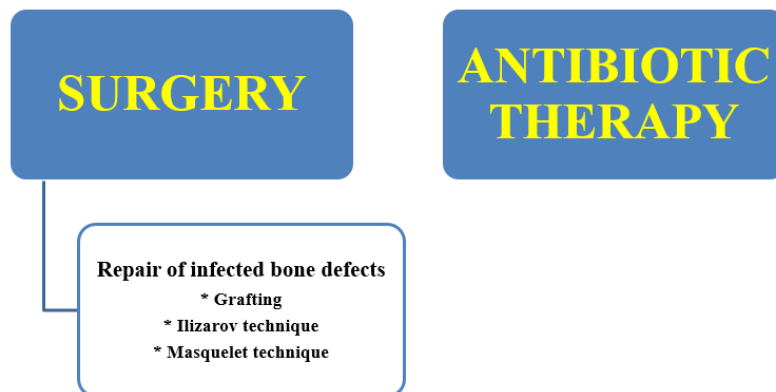 SURGERY
ANTIBIOTIC
THERAPY
Repair of infected bone defects
* Grafting
* Ilizarov technique
* Masquelet technique